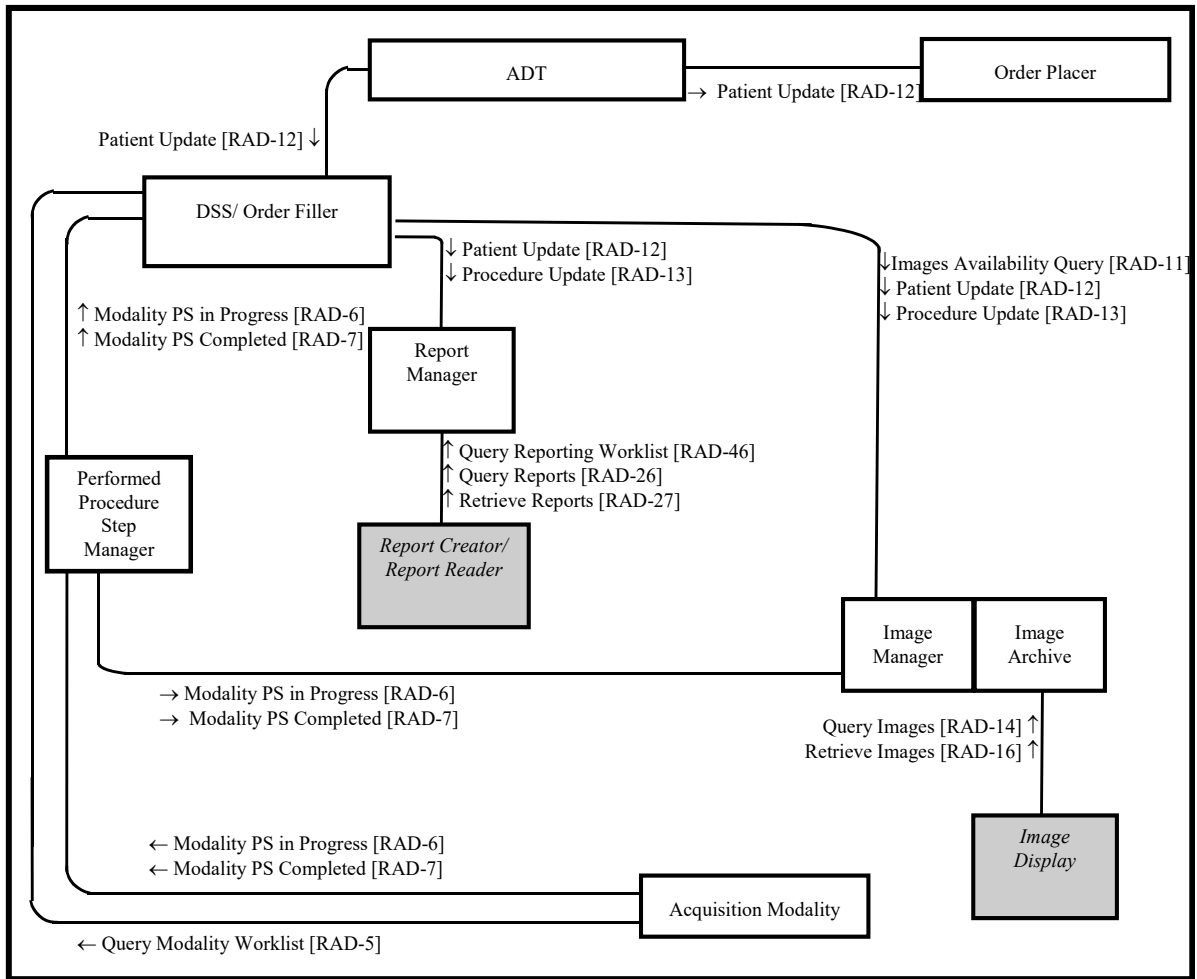 ADT
Order Placer
→ Patient Update [RAD-12]
Patient Update [RAD-12] ↓
DSS/ Order Filler
↓ Patient Update [RAD-12]
↓ Procedure Update [RAD-13]
↓Images Availability Query [RAD-11]
↓ Patient Update [RAD-12]
↓ Procedure Update [RAD-13]
↑ Modality PS in Progress [RAD-6]
↑ Modality PS Completed [RAD-7]
Report
Manager
↑ Query Reporting Worklist [RAD-46]
↑ Query Reports [RAD-26]
↑ Retrieve Reports [RAD-27]
Performed
Procedure
Step
Manager
Report Creator/
Report Reader
Image
Manager
Image
Archive
→ Modality PS in Progress [RAD-6]
→ Modality PS Completed [RAD-7]
Query Images [RAD-14] ↑
Retrieve Images [RAD-16] ↑
Image
Display
← Modality PS in Progress [RAD-6]
← Modality PS Completed [RAD-7]
Acquisition Modality
← Query Modality Worklist [RAD-5]